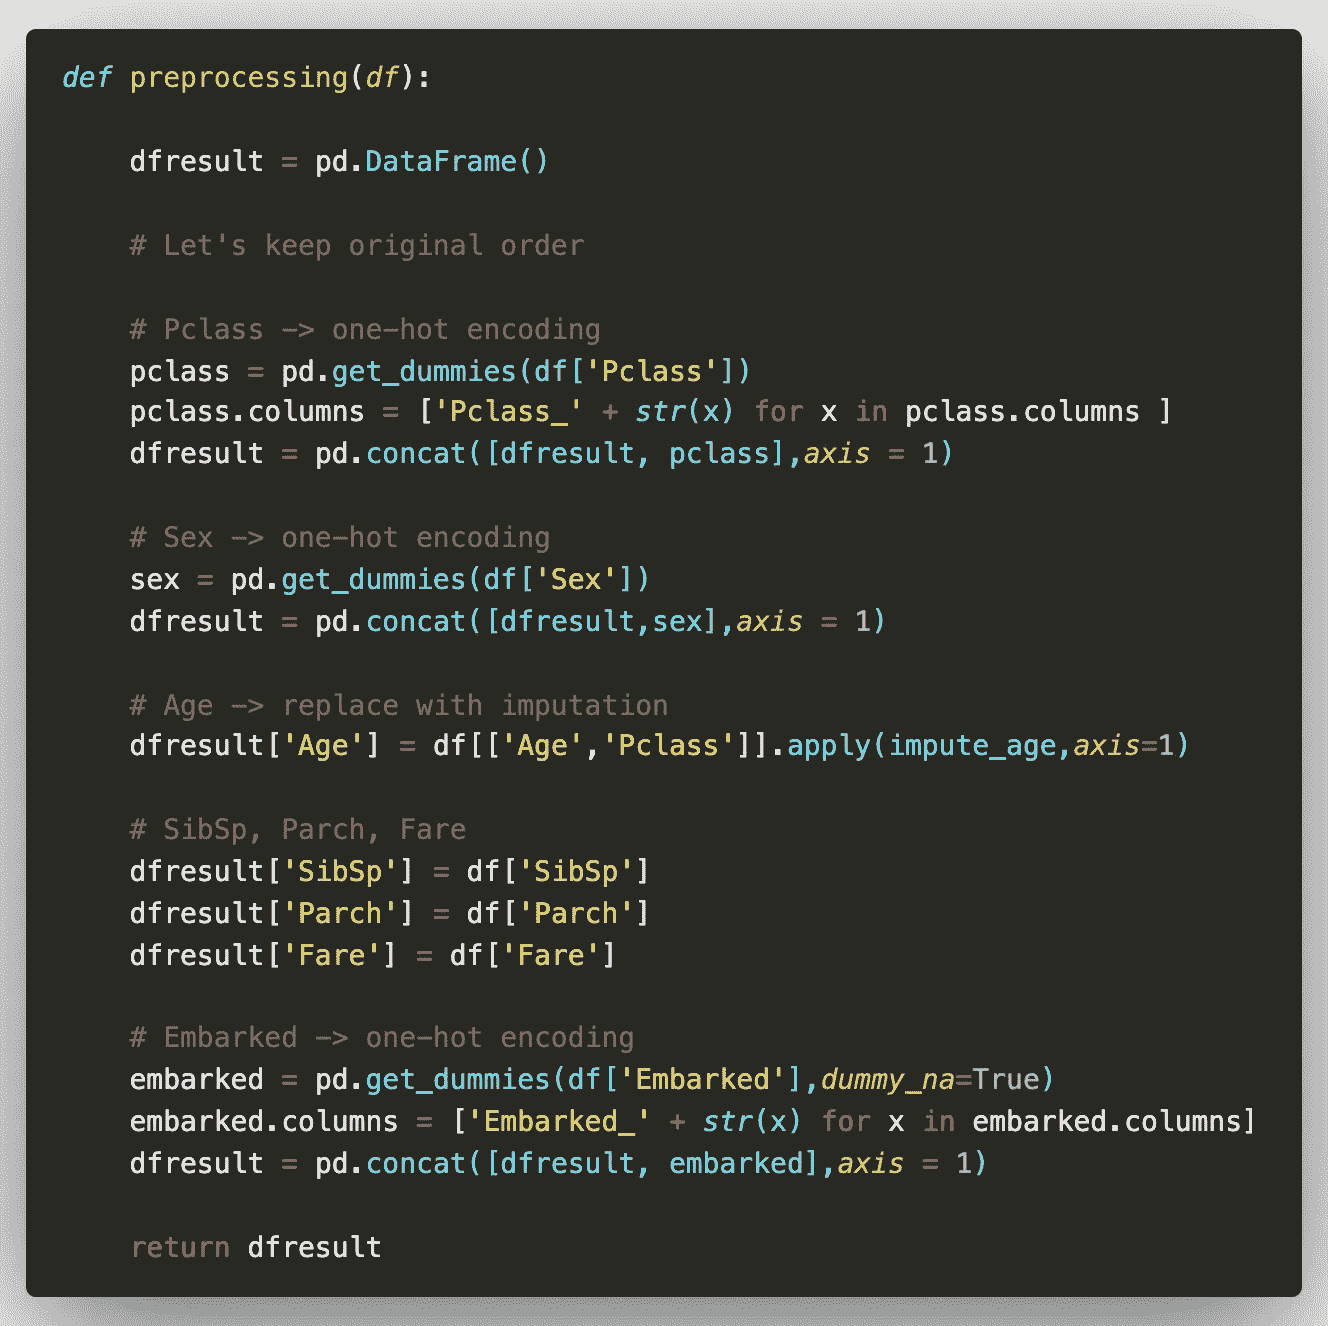 def preprocessing(df):
dfresult = pd.DataFrame()
# Let's keep original order
# Pclass -> one-hot encoding
pclass = pd.get_dummies(df['Pclass'])
pclass.columns = ['Pclass_' + str(x) for x in pclass.columns ]
dfresult = pd.concat([dfresult, pclass],axis = 1)
# Sex -> one-hot encoding
sex = pd.get_dummies(df['Sex'])
dfresult = pd.concat([dfresult,sex],axis = 1)
# Age -> replace with imputation
dfresult['Age'] = df[['Age','Pclass']].apply(impute_age,axis=1)
# SibSp, Parch, Fare
dfresult['SibSp'] = df['SibSp']
dfresult['Parch'] = df['Parch']
dfresult['Fare'] = df['Fare']
# Embarked -> one-hot encoding
embarked = pd.get_dummies(df['Embarked'],dummy_na=True)
embarked.columns = ['Embarked_' + str(x) for x in embarked.columns]
dfresult = pd.concat([dfresult, embarked],axis = 1)
return dfresult